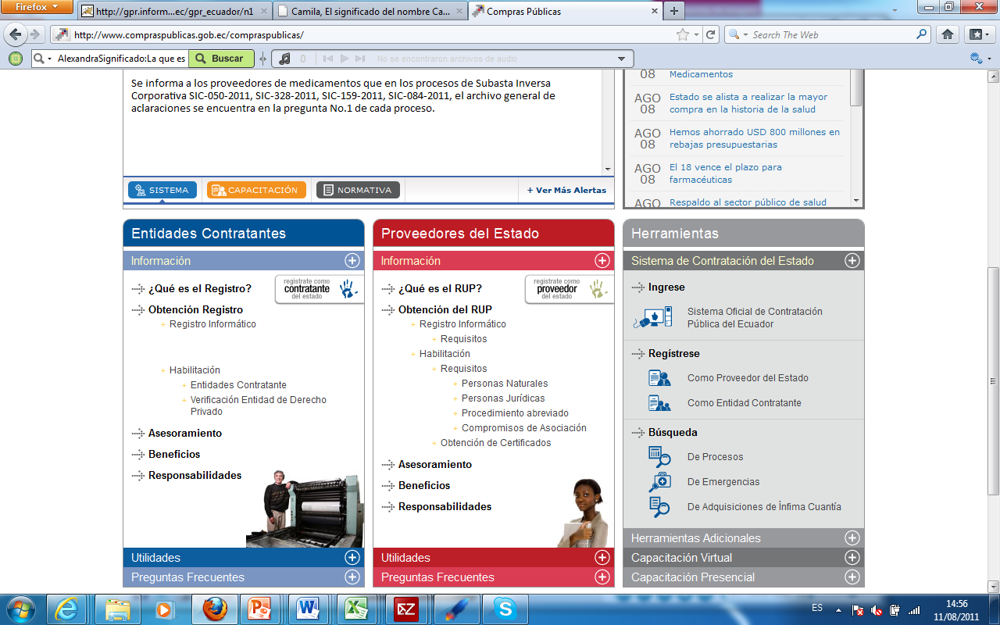 Firefox
http://gpr.inform...ec/gpr_ecuador/n1
Camila, El significado del nombre Ca...
Compras Públicas
http://www.compraspublicas.gob.ec/compraspublicas/
Search The Web
AlexandraSignificado:La que es
Buscar
0
No se encontraron archivos de audio
Se informa a los proveedores de medicamentos que en los procesos de Subasta Inversa
Corporativa SIC-050-2011, SIC-328-2011, SIC-159-2011, SIC-084-2011, el archivo general de
aclaraciones se encuentra en la pregunta No.1 de cada proceso.
SISTEMA
CAPACITACIÓN
NORMATIVA
+ Ver Más Alertas
08
Medicamentos
AGO
08
Estado se alista a realizar la mayor
compra en la historia de la salud
AGO
08
Hemos ahorrado USD 800 millones en
rebajas presupuestarias
AGO
08
El 18 vence el plazo para
farmacéuticas
AGO
Respaldo al sector público de salud
Entidades Contratantes
Información
registrate como
contratante
del estado
¿Qué es el Registro?
Obtención Registro
+ Registro Informático
+ Habilitación
+ Entidades Contratante
+ Verificación Entidad de Derecho
Privado
Asesoramiento
Beneficios
Responsabilidades
Utilidades
Preguntas Frecuentes
Proveedores del Estado
Información
registrate como
proveedor
del estado
¿Qué es el RUP?
Obtención del RUP
+ Registro Informático
+ Requisitos
+ Habilitación
+ Requisitos
+ Personas Naturales
+ Personas Jurídicas
+ Procedimiento abreviado
+ Compromisos de Asociación
+ Obtención de Certificados
Asesoramiento
Beneficios
Responsabilidades
Utilidades
Preguntas Frecuentes
Herramientas
Sistema de Contratación del Estado
Ingrese
Sistema Oficial de Contratación
Pública del Ecuador
Regístrese
Como Proveedor del Estado
Como Entidad Contratante
Búsqueda
De Procesos
De Emergencias
De Adquisiciones de Ínfima Cuantía
Herramientas Adicionales
Capacitación Virtual
Capacitación Presencial
ES
14:56
11/08/2011